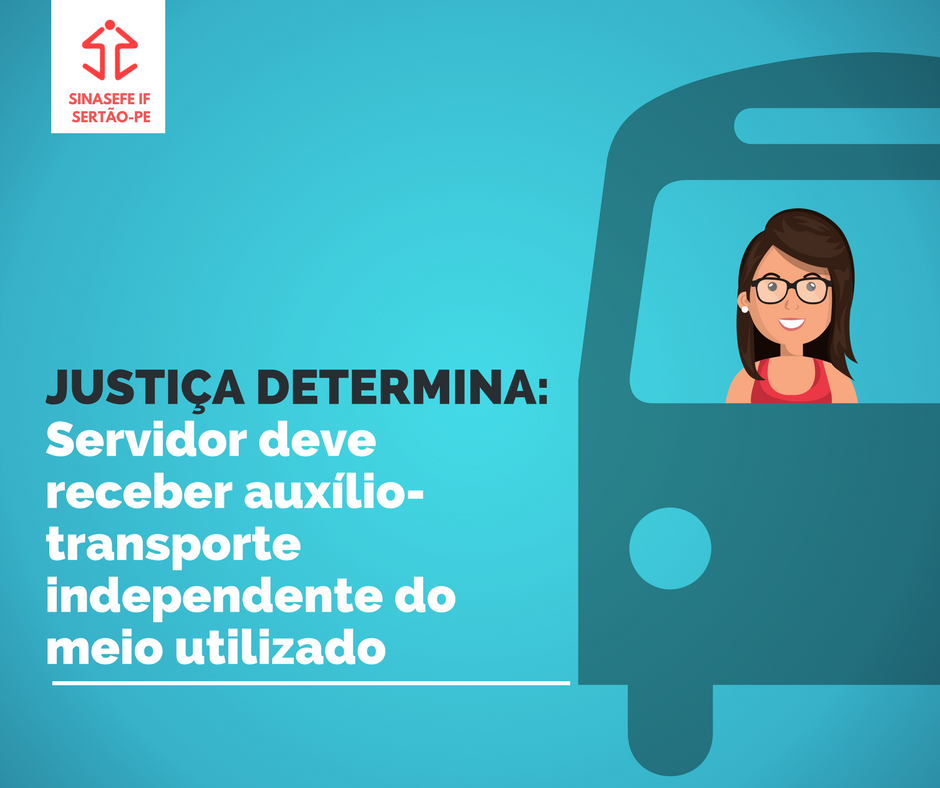 SINASEFE IF
SERTÃO-PE
JUSTIÇA DETERMINA:
Servidor deve
receber auxílio-
transporte
independente do
meio utilizado